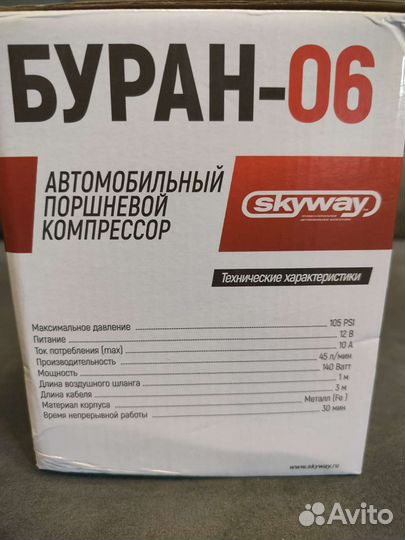 БУРАН-06
АВТОМОБИЛЬНЫЙ
ПОРШНЕВОЙ
КОМПРЕССОР
skyway
Технические характеристики
Максимальное давление 105 PSI
Питание 12 В
Ток потребления (max) 10 А
Производительность 45 л/мин
Мощность 140 Ватт
Длина воздушного шланга 1 м
Длина кабеля 3 м
Материал корпуса Металл (Fe)
Время непрерывной работы 30 мин
www.skyway.ru
Avito